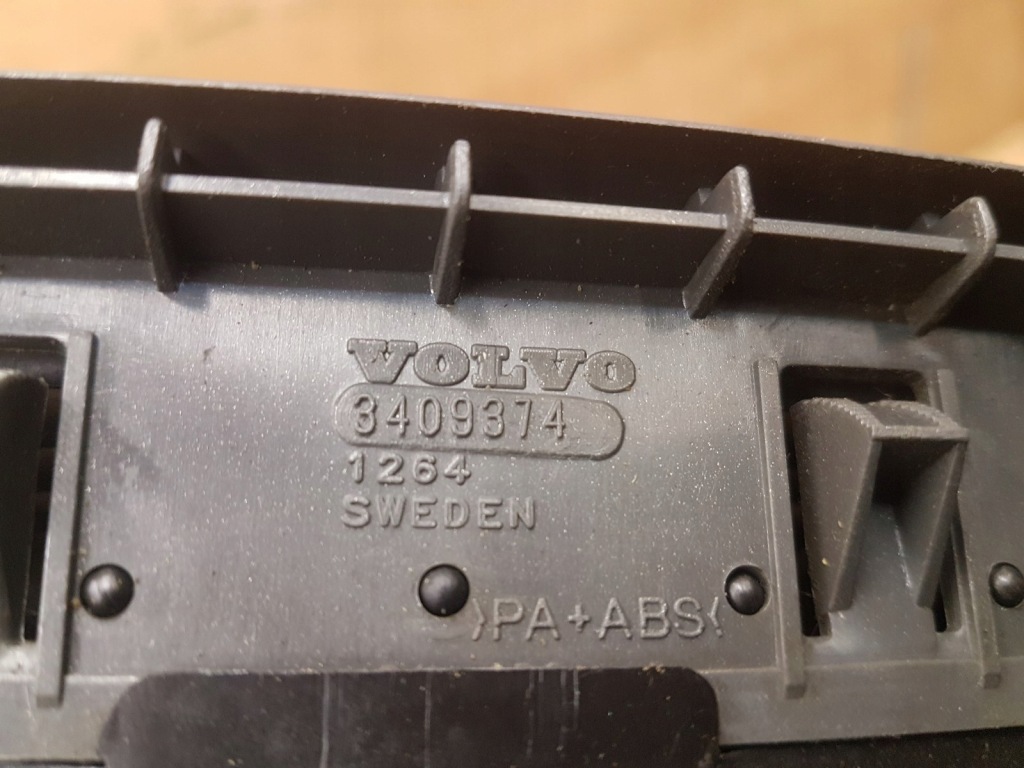 VOLVO
3409374
1264
SWEDEN
>PA+ABS<